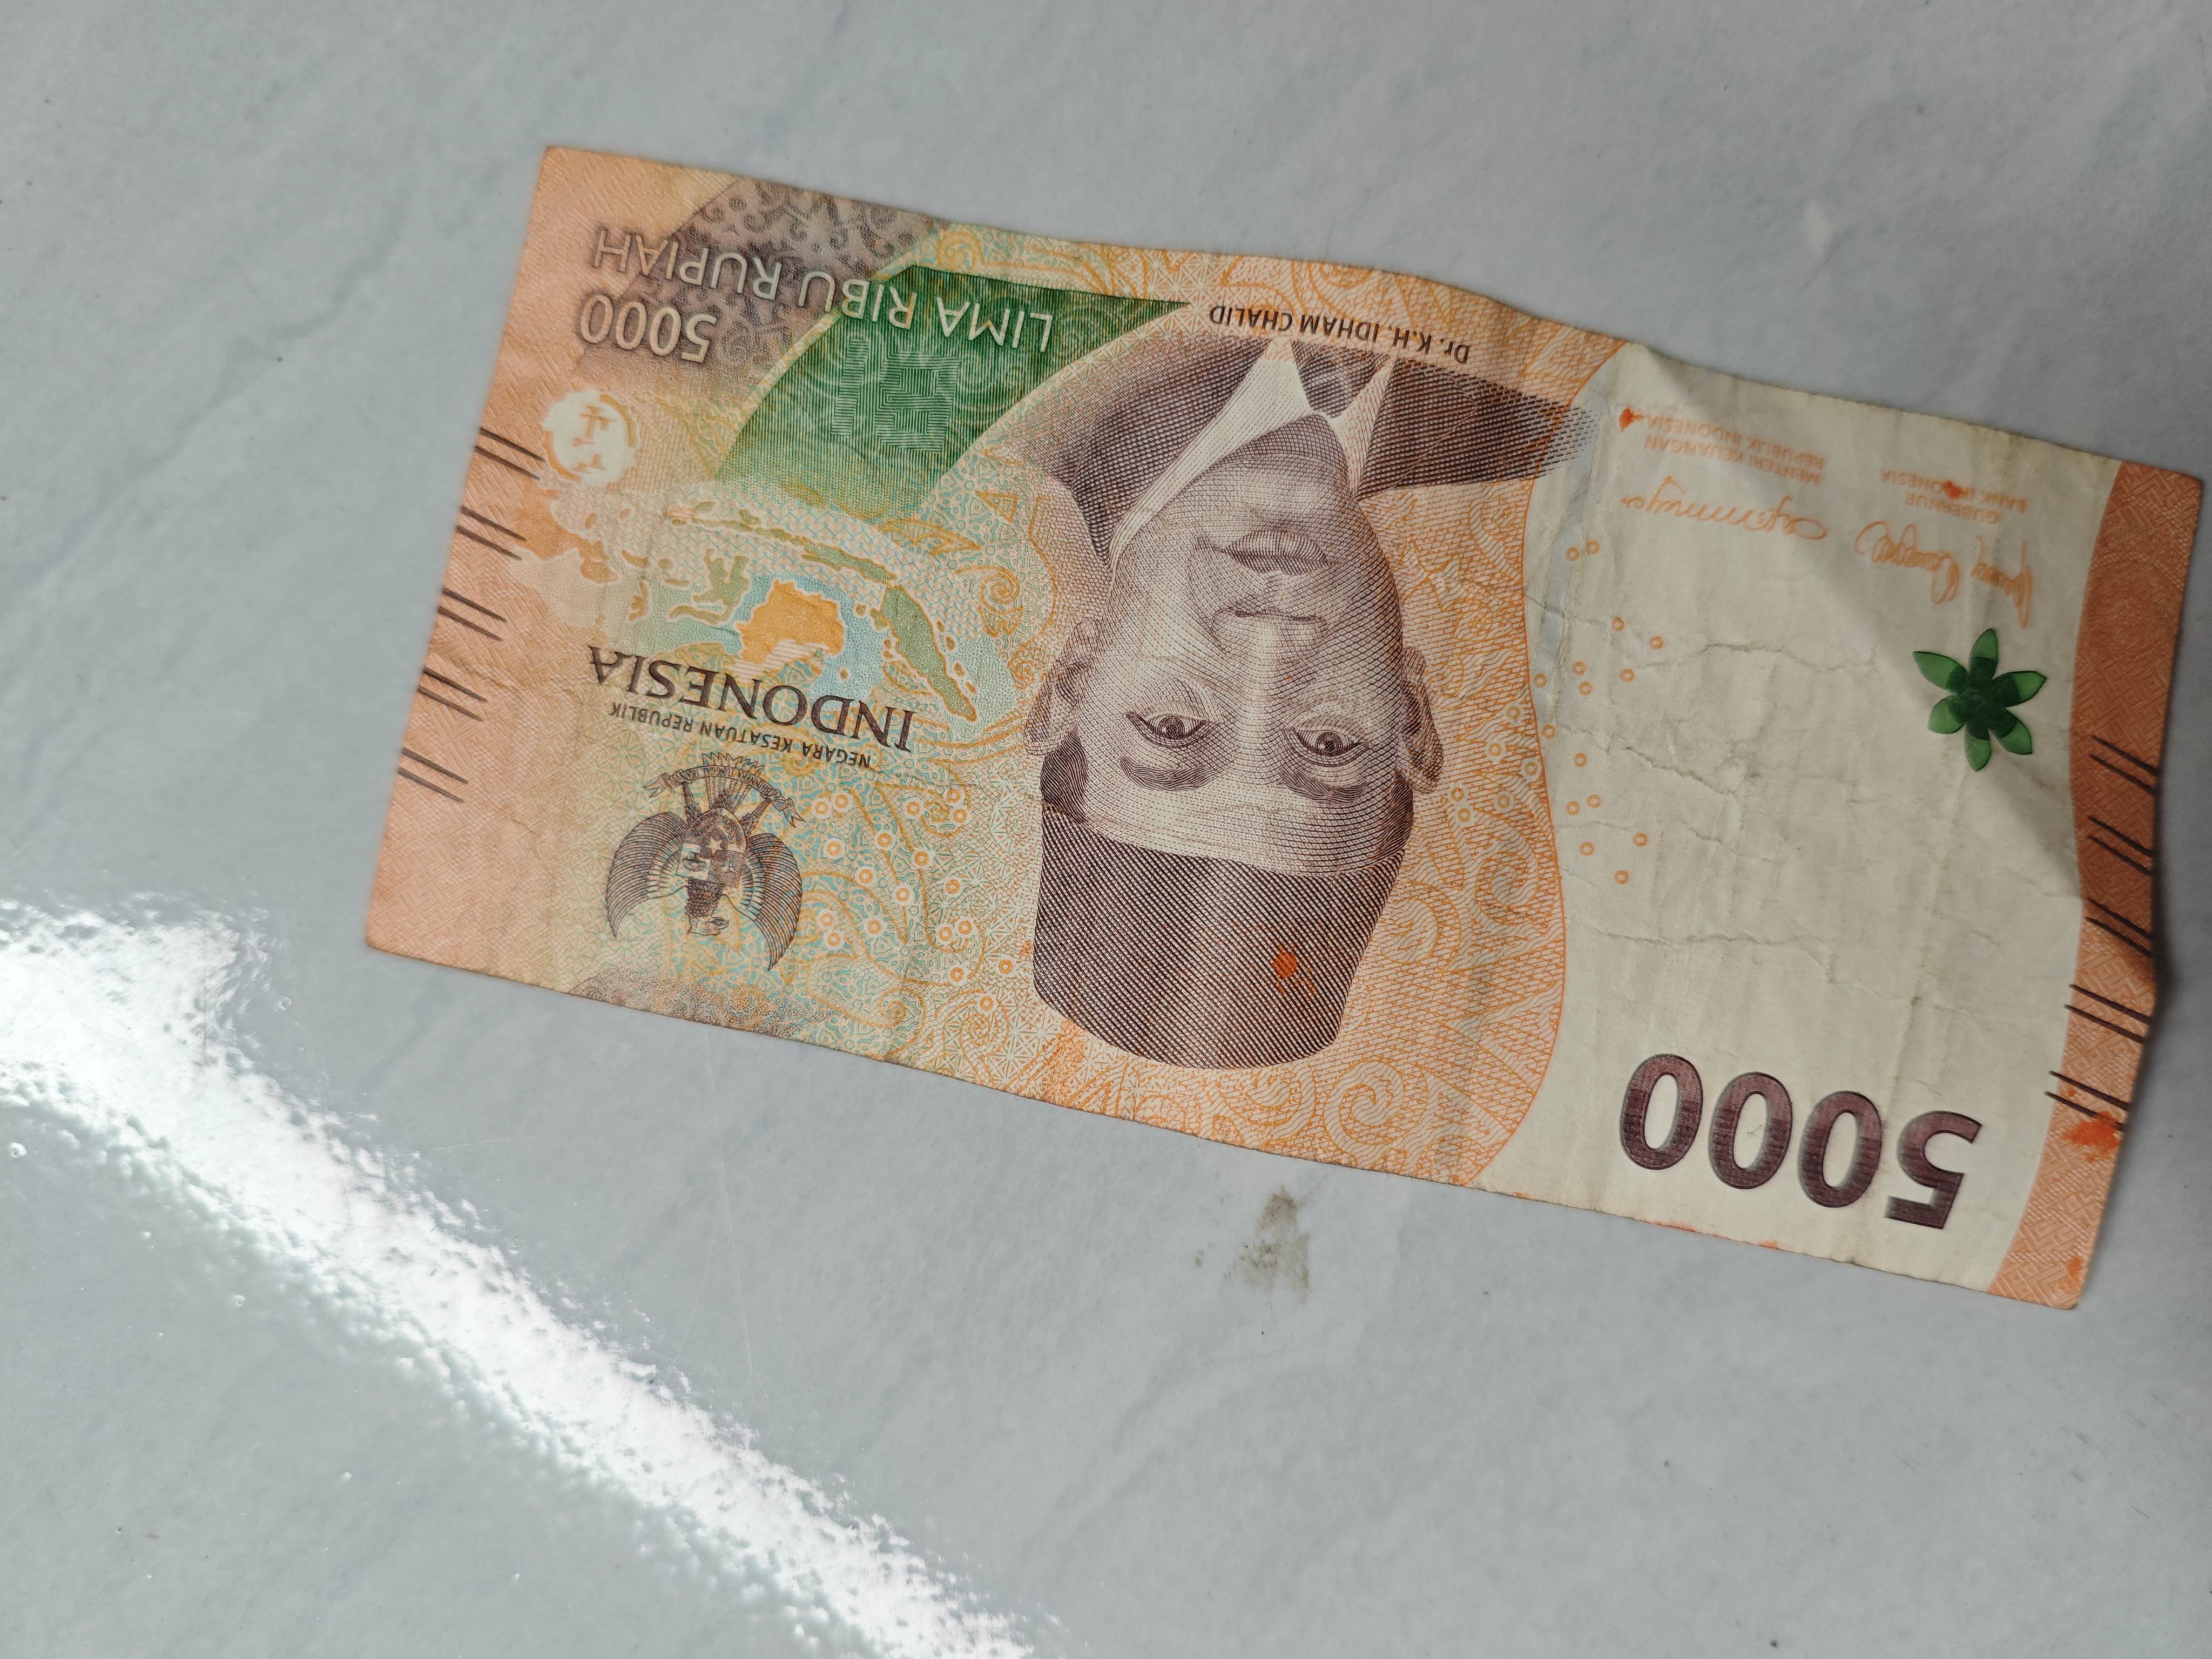 5000
NEGARA KESATUAN REPUBLIK
INDONESIA
GUBERNUR
BANK INDONESIA
MENTERI KEUANGAN
REPUBLIK INDONESIA
Dr. K.H. IDHAM CHALID
5000
LIMA RIBU RUPIAH